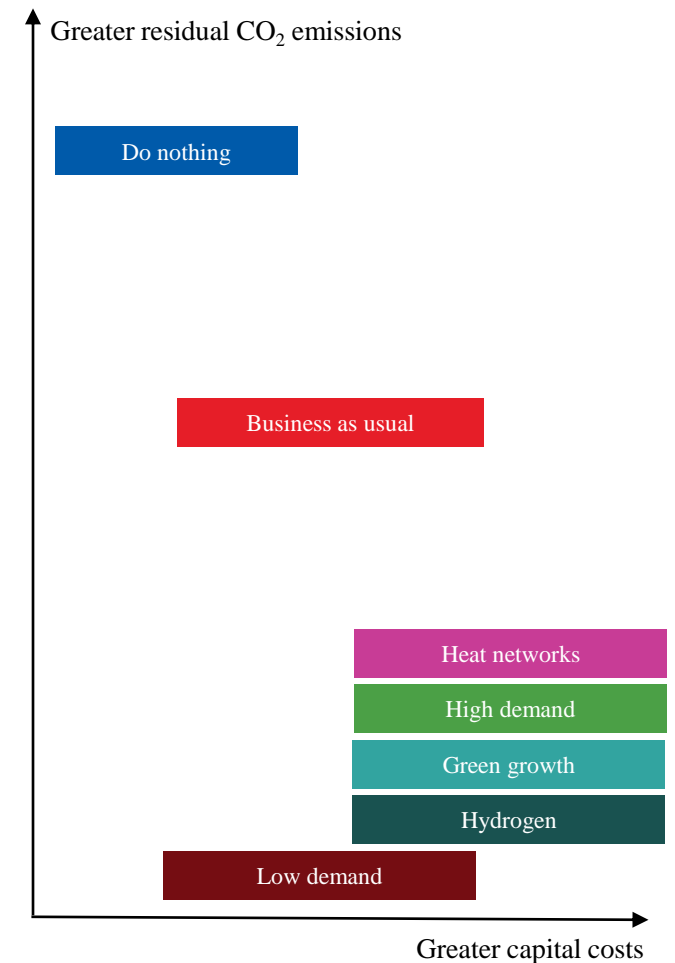 Greater residual CO₂ emissions
Do nothing
Business as usual
Heat networks
High demand
Green growth
Hydrogen
Low demand
Greater capital costs